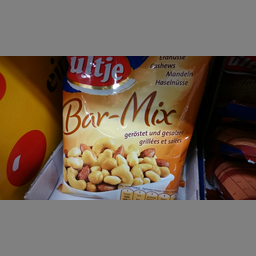 ültje
Erdnüsse
Cashews
Mandeln
Haselnüsse
Bar-Mix
geröstet und gesalzen
grillées et salées